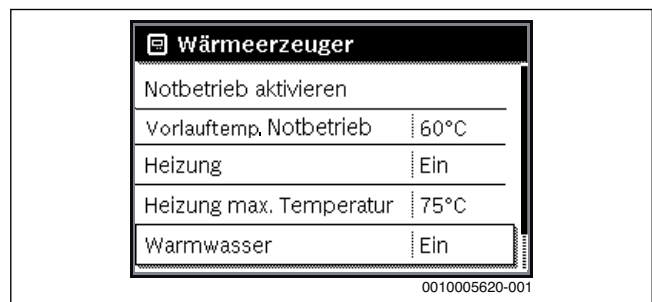 Wärmeerzeuger
Notbetrieb aktivieren
Vorlauftemp. Notbetrieb 60°C
Heizung Ein
Heizung max. Temperatur 75°C
Warmwasser Ein
0010005620-001